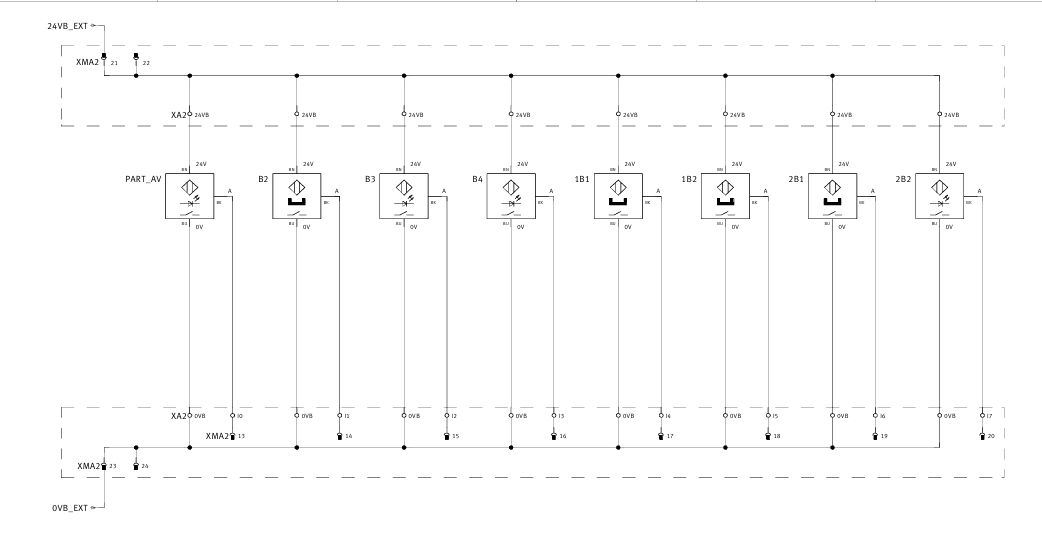 24VB_EXT
XMA2 21 22
XA2 24VB 24VB 24VB 24VB 24VB 24VB 24VB 24VB
24V 24V 24V 24V 24V 24V 24V 24V
BN BN BN BN BN BN BN BN
PART_AV B2 B3 B4 1B1 1B2 2B1 2B2
A A A A A A A A
BK BK BK BK BK BK BK BK
BU BU BU BU BU BU BU BU
0V 0V 0V 0V 0V 0V 0V 0V
XA2 0VB I0 0VB I1 0VB I2 0VB I3 0VB I4 0VB I5 0VB I6 0VB I7
XMA2 13 14 15 16 17 18 19 20
XMA2 23 24
0VB_EXT